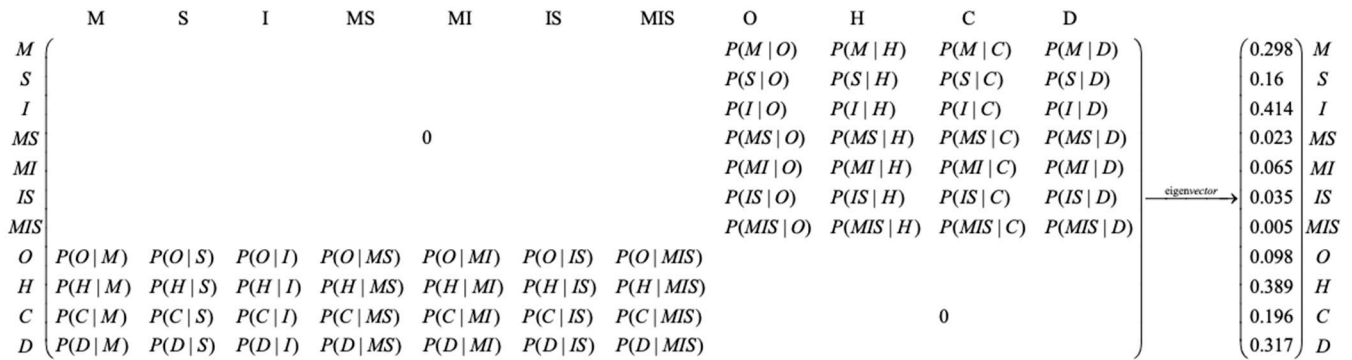 M S I MS MI IS MIS O H C D
M P(M | O) P(M | H) P(M | C) P(M | D) 0.298 M
S P(S | O) P(S | H) P(S | C) P(S | D) 0.16 S
I P(I | O) P(I | H) P(I | C) P(I | D) 0.414 I
MS 0 P(MS | O) P(MS | H) P(MS | C) P(MS | D) 0.023 MS
MI P(MI | O) P(MI | H) P(MI | C) P(MI | D) 0.065 MI
IS P(IS | O) P(IS | H) P(IS | C) P(IS | D) eigenvector 0.035 IS
MIS P(MIS | O) P(MIS | H) P(MIS | C) P(MIS | D) 0.005 MIS
O P(O | M) P(O | S) P(O | I) P(O | MS) P(O | MI) P(O | IS) P(O | MIS) 0.098 O
H P(H | M) P(H | S) P(H | I) P(H | MS) P(H | MI) P(H | IS) P(H | MIS) 0.389 H
C P(C | M) P(C | S) P(C | I) P(C | MS) P(C | MI) P(C | IS) P(C | MIS) 0 0.196 C
D P(D | M) P(D | S) P(D | I) P(D | MS) P(D | MI) P(D | IS) P(D | MIS) 0.317 D